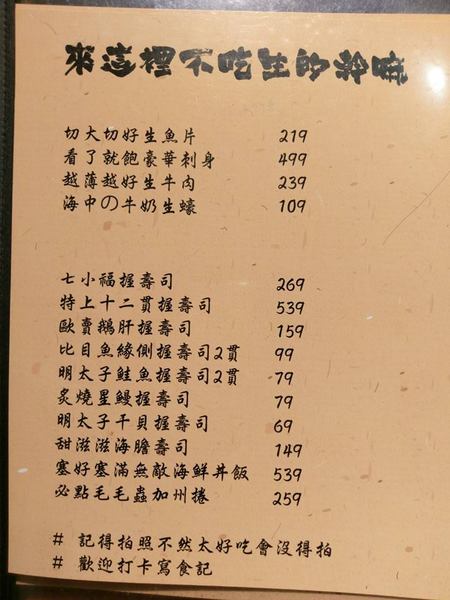 來這裡不吃生的幹嘛
切大切好生魚片 219
看了就飽豪華刺身 499
越薄越好生牛肉 239
海中の牛奶生蠔 109
七小福握壽司 269
特上十二貫握壽司 539
歐賣鵝肝握壽司 159
比目魚緣側握壽司2貫 99
明太子鮭魚握壽司2貫 79
炙燒星鰻握壽司 79
明太子干貝握壽司 69
甜滋滋海膽壽司 149
塞好塞滿無敵海鮮丼飯 539
必點毛毛蟲加州捲 259
# 記得拍照不然太好吃會沒得拍
# 歡迎打卡寫食記